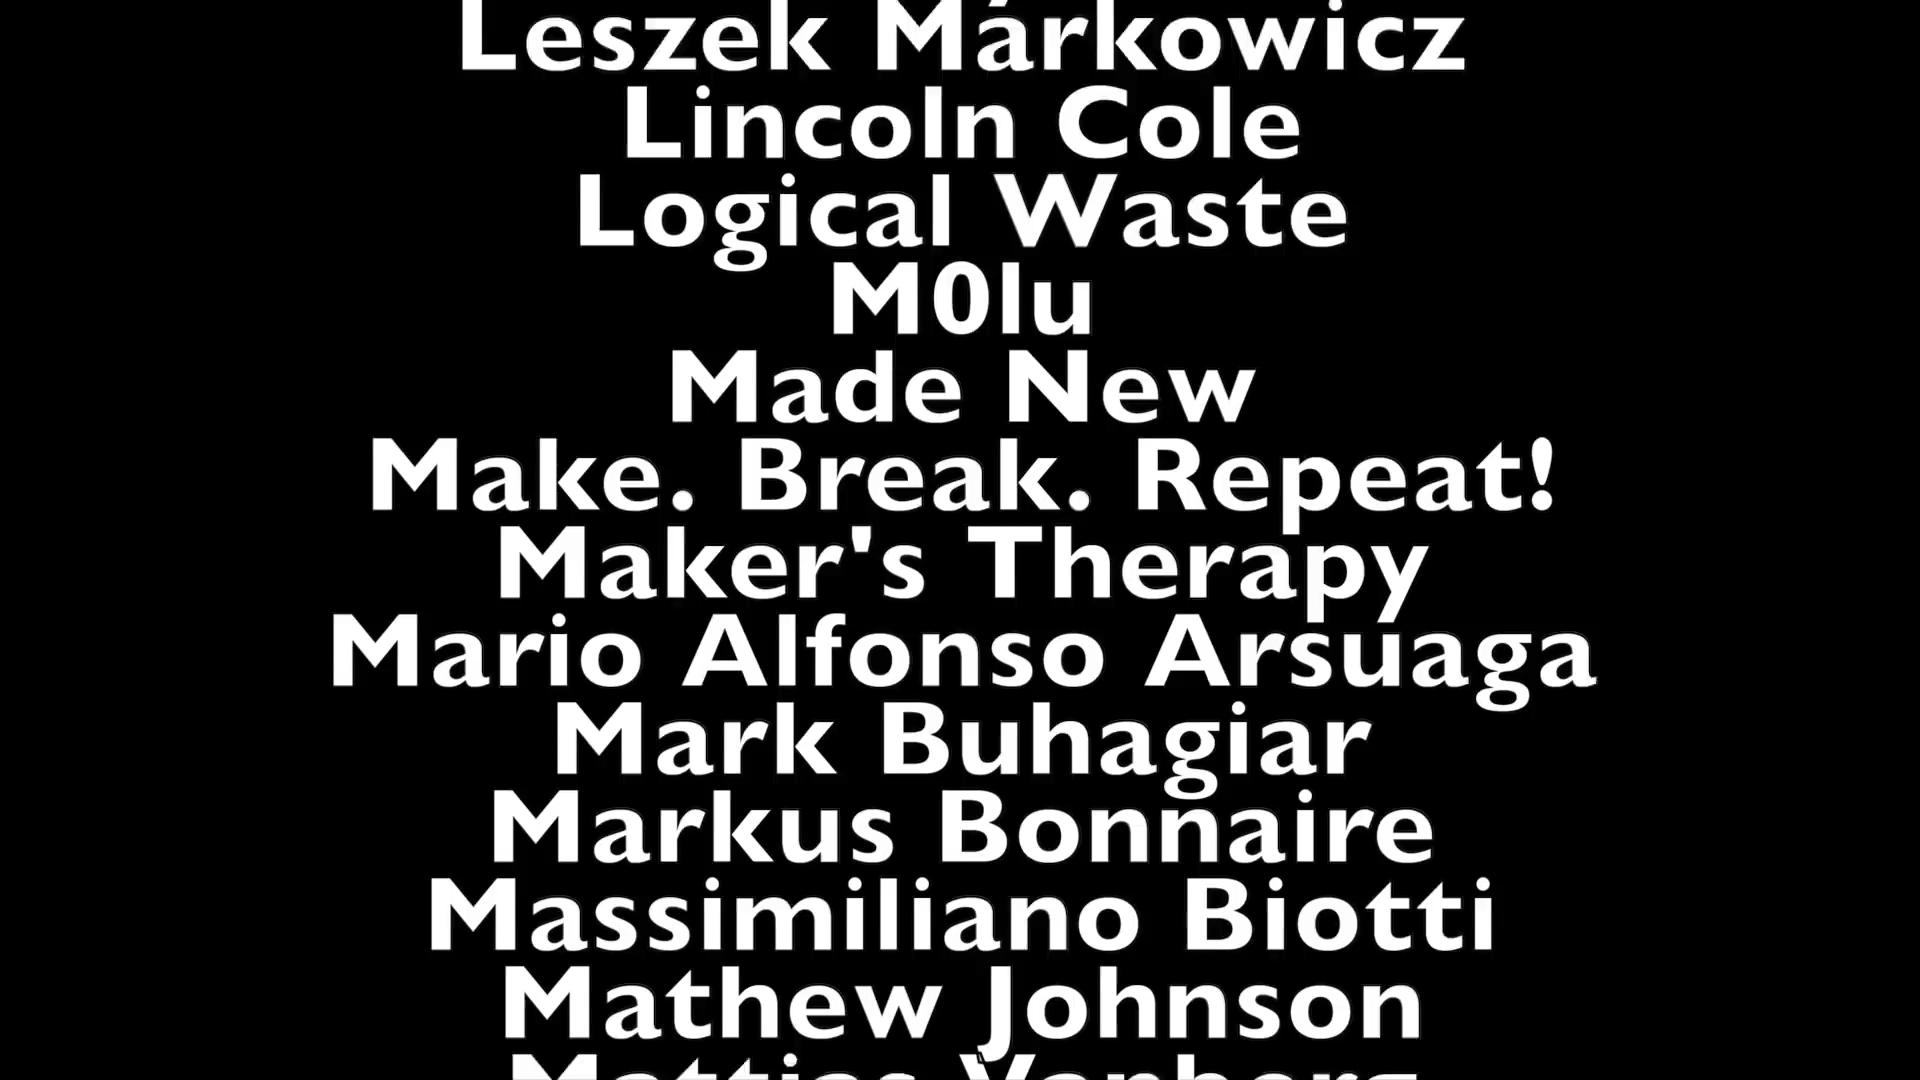 Leszek Markowicz
Lincoln Cole
Logical Waste
M0lu
Made New
Make. Break. Repeat!
Maker's Therapy
Mario Alfonso Arsuaga
Mark Buhagiar
Markus Bonnaire
Massimiliano Biotti
Mathew Johnson